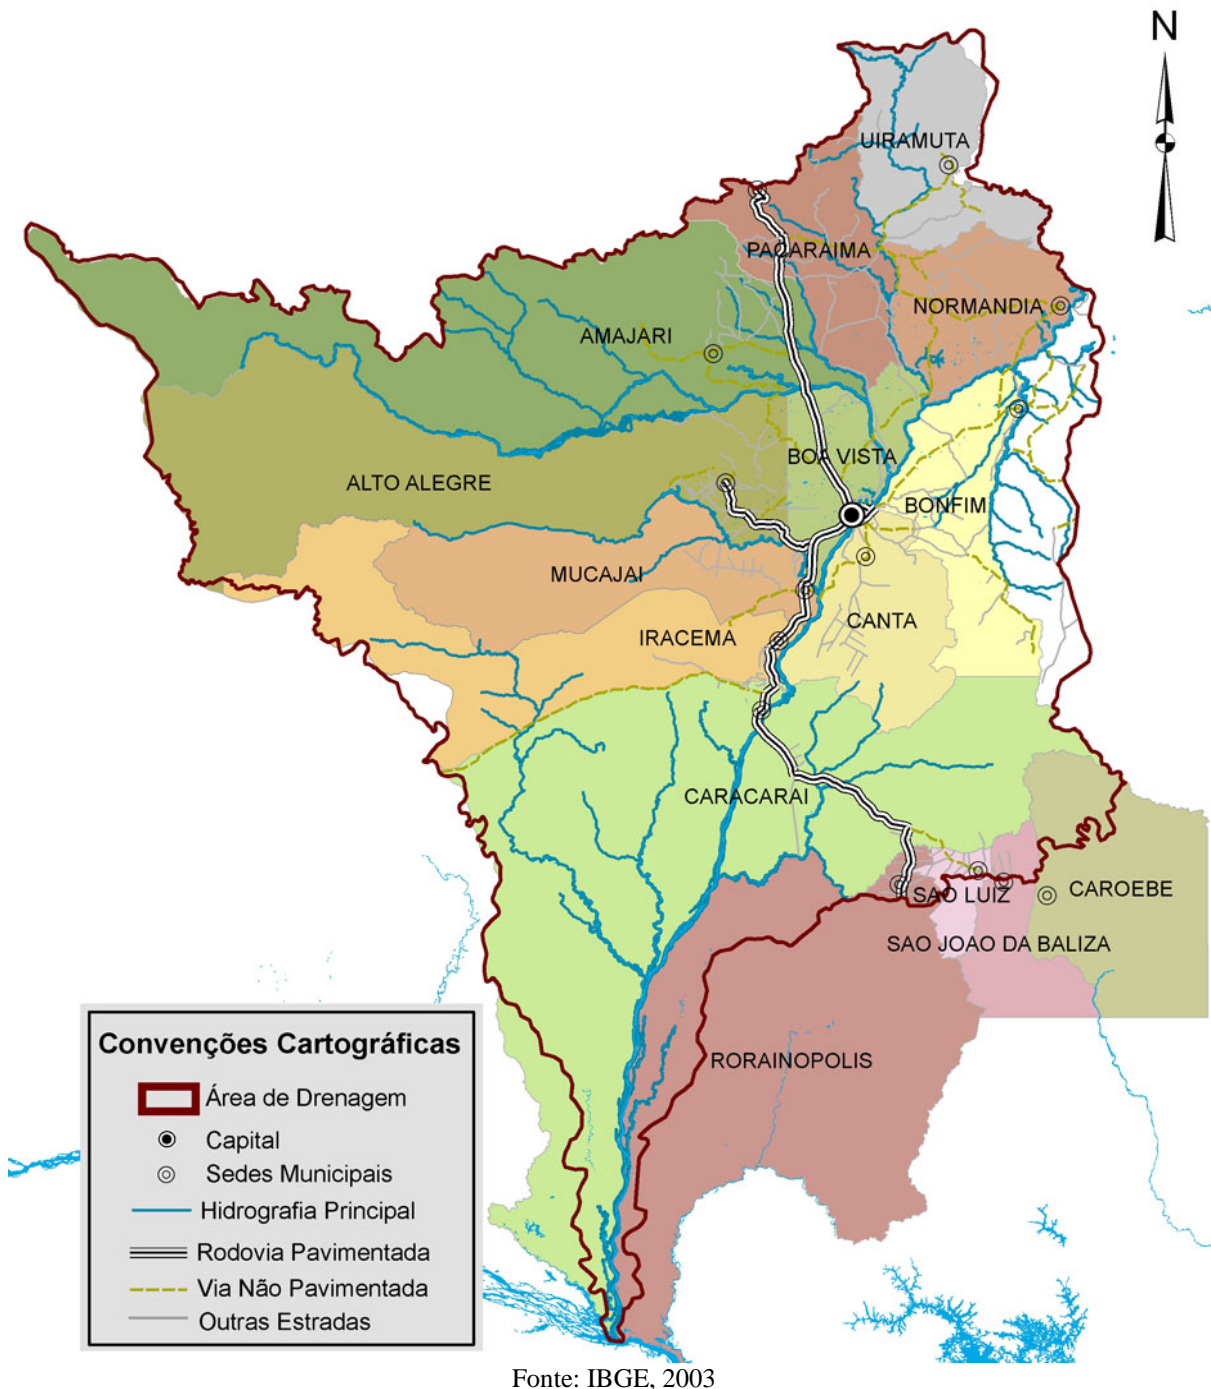 N
UIRAMUTA
PACARAIMA
NORMANDIA
AMAJARI
BOA VISTA
ALTO ALEGRE
BONFIM
MUCAJAI
CANTA
IRACEMA
CARACARAI
CAROEBE
SAO LUIZ
SAO JOAO DA BALIZA
RORAINOPOLIS
Convenções Cartográficas
Área de Drenagem
Capital
Sedes Municipais
Hidrografia Principal
Rodovia Pavimentada
Via Não Pavimentada
Outras Estradas
Fonte: IBGE, 2003